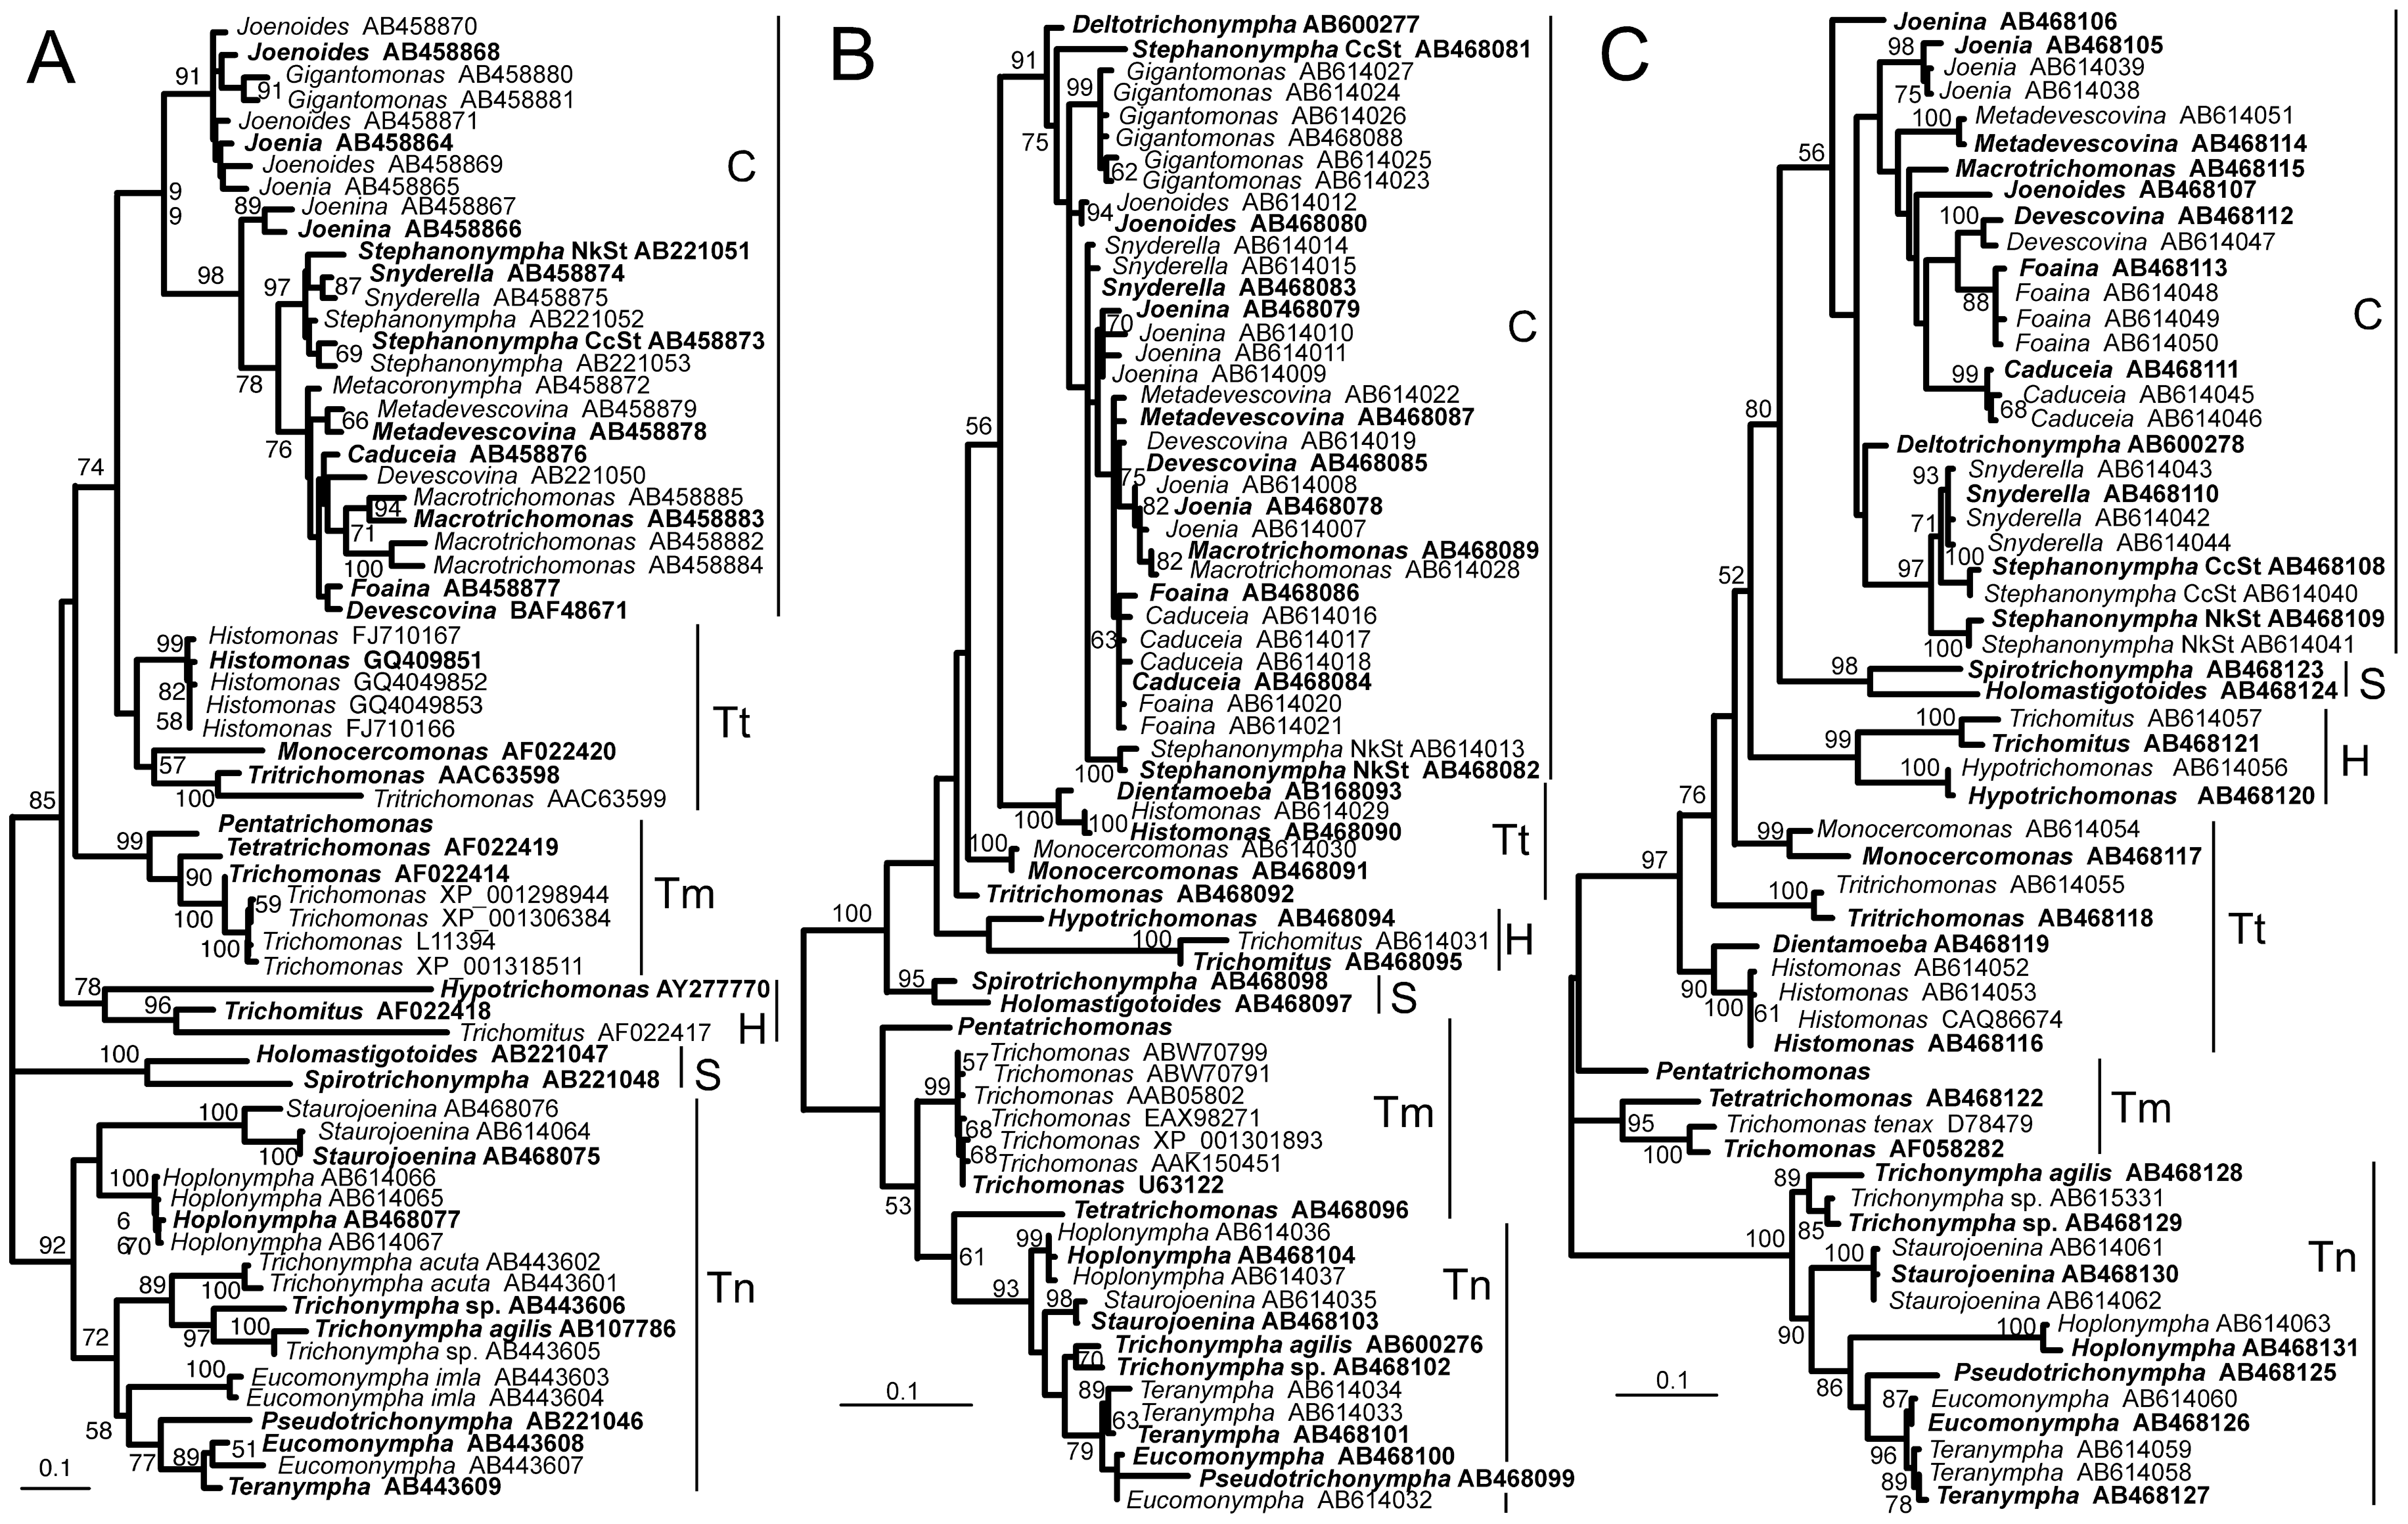 A
Joenoides AB458870
Joenoides AB458868
91
Gigantomonas AB458880
91
Gigantomonas AB458881
Joenoides AB458871
Joenia AB458864
Joenoides AB458869
Joenia AB458865
C
9
9
89
Joenina AB458867
Joenina AB458866
Stephanonympha NkSt AB221051
98
97
Snyderella AB458874
87
Snyderella AB458875
Stephanonympha AB221052
Stephanonympha CcSt AB458873
69
Stephanonympha AB221053
78
Metacoronympha AB458872
Metadevescovina AB458879
66
Metadevescovina AB458878
76
Caduceia AB458876
74
Devescovina AB221050
Macrotrichomonas AB458885
94
Macrotrichomonas AB458883
71
Macrotrichomonas AB458882
100
Macrotrichomonas AB458884
Foaina AB458877
Devescovina BAF48671
99
Histomonas FJ710167
Histomonas GQ409851
82
Histomonas GQ4049852
Histomonas GQ4049853
58
Histomonas FJ710166
Tt
Monocercomonas AF022420
57
Tritrichomonas AAC63598
100
Tritrichomonas AAC63599
85
Pentatrichomonas
99
Tetratrichomonas AF022419
90
Trichomonas AF022414
59
Trichomonas XP_001298944
Tm
100
Trichomonas XP_001306384
100
Trichomonas L11394
Trichomonas XP_001318511
78
Hypotrichomonas AY277770
96
Trichomitus AF022418
Trichomitus AF022417
H
100
Holomastigotoides AB221047
Spirotrichonympha AB221048
S
100
Staurojoenina AB468076
Staurojoenina AB614064
100
Staurojoenina AB468075
100
Hoplonympha AB614066
Hoplonympha AB614065
6
Hoplonympha AB468077
6
70
Hoplonympha AB614067
92
Trichonympha acuta AB443602
89
100
Trichonympha acuta AB443601
Tn
Trichonympha sp. AB443606
100
Trichonympha agilis AB107786
97
Trichonympha sp. AB443605
72
100
Eucomonympha imla AB443603
Eucomonympha imla AB443604
Pseudotrichonympha AB221046
58
51
Eucomonympha AB443608
77
89
Eucomonympha AB443607
Teranympha AB443609
0.1
B
Deltotrichonympha AB600277
Stephanonympha CcSt AB468081
91
Gigantomonas AB614027
99
Gigantomonas AB614024
Gigantomonas AB614026
75
Gigantomonas AB468088
Gigantomonas AB614025
62
Gigantomonas AB614023
Joenoides AB614012
94
Joenoides AB468080
Snyderella AB614014
Snyderella AB614015
Snyderella AB468083
Joenina AB468079
70
Joenina AB614010
C
Joenina AB614011
Joenina AB614009
Metadevescovina AB614022
Metadevescovina AB468087
56
Devescovina AB614019
Devescovina AB468085
75
Joenia AB614008
82
Joenia AB468078
Joenia AB614007
Macrotrichomonas AB468089
82
Macrotrichomonas AB614028
Foaina AB468086
Caduceia AB614016
63
Caduceia AB614017
Caduceia AB614018
Caduceia AB468084
Foaina AB614020
Foaina AB614021
Stephanonympha NkSt AB614013
100
Stephanonympha NkSt AB468082
Dientamoeba AB168093
100
Histomonas AB614029
100
Histomonas AB468090
Tt
100
Monocercomonas AB614030
Monocercomonas AB468091
Tritrichomonas AB468092
100
Hypotrichomonas AB468094
100
Trichomitus AB614031
H
Trichomitus AB468095
95
Spirotrichonympha AB468098
Holomastigotoides AB468097
S
Pentatrichomonas
57
Trichomonas ABW70799
Trichomonas ABW70791
99
Trichomonas AAB05802
Trichomonas EAX98271
Tm
68
Trichomonas XP_001301893
68
Trichomonas AAK150451
Trichomonas U63122
53
Tetratrichomonas AB468096
61
99
Hoplonympha AB614036
Hoplonympha AB468104
93
Hoplonympha AB614037
Tn
98
Staurojoenina AB614035
Staurojoenina AB468103
Trichonympha agilis AB600276
70
Trichonympha sp. AB468102
89
Teranympha AB614034
63
Teranympha AB614033
Teranympha AB468101
79
Eucomonympha AB468100
Pseudotrichonympha AB468099
Eucomonympha AB614032
0.1
C
Joenina AB468106
98
Joenia AB468105
Joenia AB614039
75
Joenia AB614038
100
Metadevescovina AB614051
Metadevescovina AB468114
56
Macrotrichomonas AB468115
Joenoides AB468107
100
Devescovina AB468112
Devescovina AB614047
Foaina AB468113
88
Foaina AB614048
Foaina AB614049
Foaina AB614050
C
99
Caduceia AB468111
Caduceia AB614045
68
Caduceia AB614046
80
Deltotrichonympha AB600278
93
Snyderella AB614043
Snyderella AB468110
71
Snyderella AB614042
Snyderella AB614044
100
97
Stephanonympha CcSt AB468108
Stephanonympha CcSt AB614040
52
Stephanonympha NkSt AB468109
100
Stephanonympha NkSt AB614041
98
Spirotrichonympha AB468123
Holomastigotoides AB468124
S
100
Trichomitus AB614057
99
Trichomitus AB468121
100
Hypotrichomonas AB614056
H
Hypotrichomonas AB468120
76
99
Monocercomonas AB614054
Monocercomonas AB468117
97
100
Tritrichomonas AB614055
Tritrichomonas AB468118
Tt
Dientamoeba AB468119
Histomonas AB614052
90
Histomonas AB614053
100
61
Histomonas CAQ86674
Histomonas AB468116
Pentatrichomonas
Tetratrichomonas AB468122
95
Trichomonas tenax D78479
Tm
100
Trichomonas AF058282
89
Trichonympha agilis AB468128
Trichonympha sp. AB615331
85
Trichonympha sp. AB468129
100
100
Staurojoenina AB614061
Staurojoenina AB468130
Tn
Staurojoenina AB614062
90
100
Hoplonympha AB614063
Hoplonympha AB468131
86
Pseudotrichonympha AB468125
87
Eucomonympha AB614060
Eucomonympha AB468126
96
Teranympha AB614059
89
Teranympha AB614058
78
Teranympha AB468127
0.1